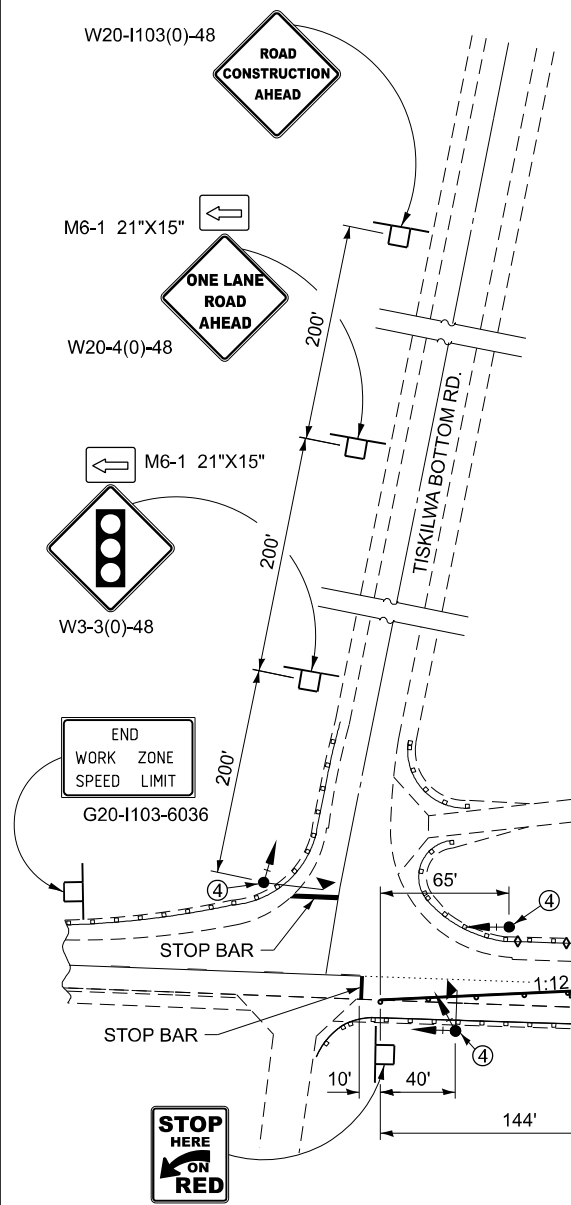 W20-I103(0)-48
ROAD
CONSTRUCTION
AHEAD
M6-1 21"X15"
ONE LANE
ROAD
AHEAD
W20-4(0)-48
200'
TISKILWA BOTTOM RD.
M6-1 21"X15"
200'
W3-3(0)-48
200'
END
WORK ZONE
SPEED LIMIT
G20-I103-6036
4
65'
4
STOP BAR
1:12
STOP BAR
4
10'
40'
144'
STOP
HERE
ON
RED